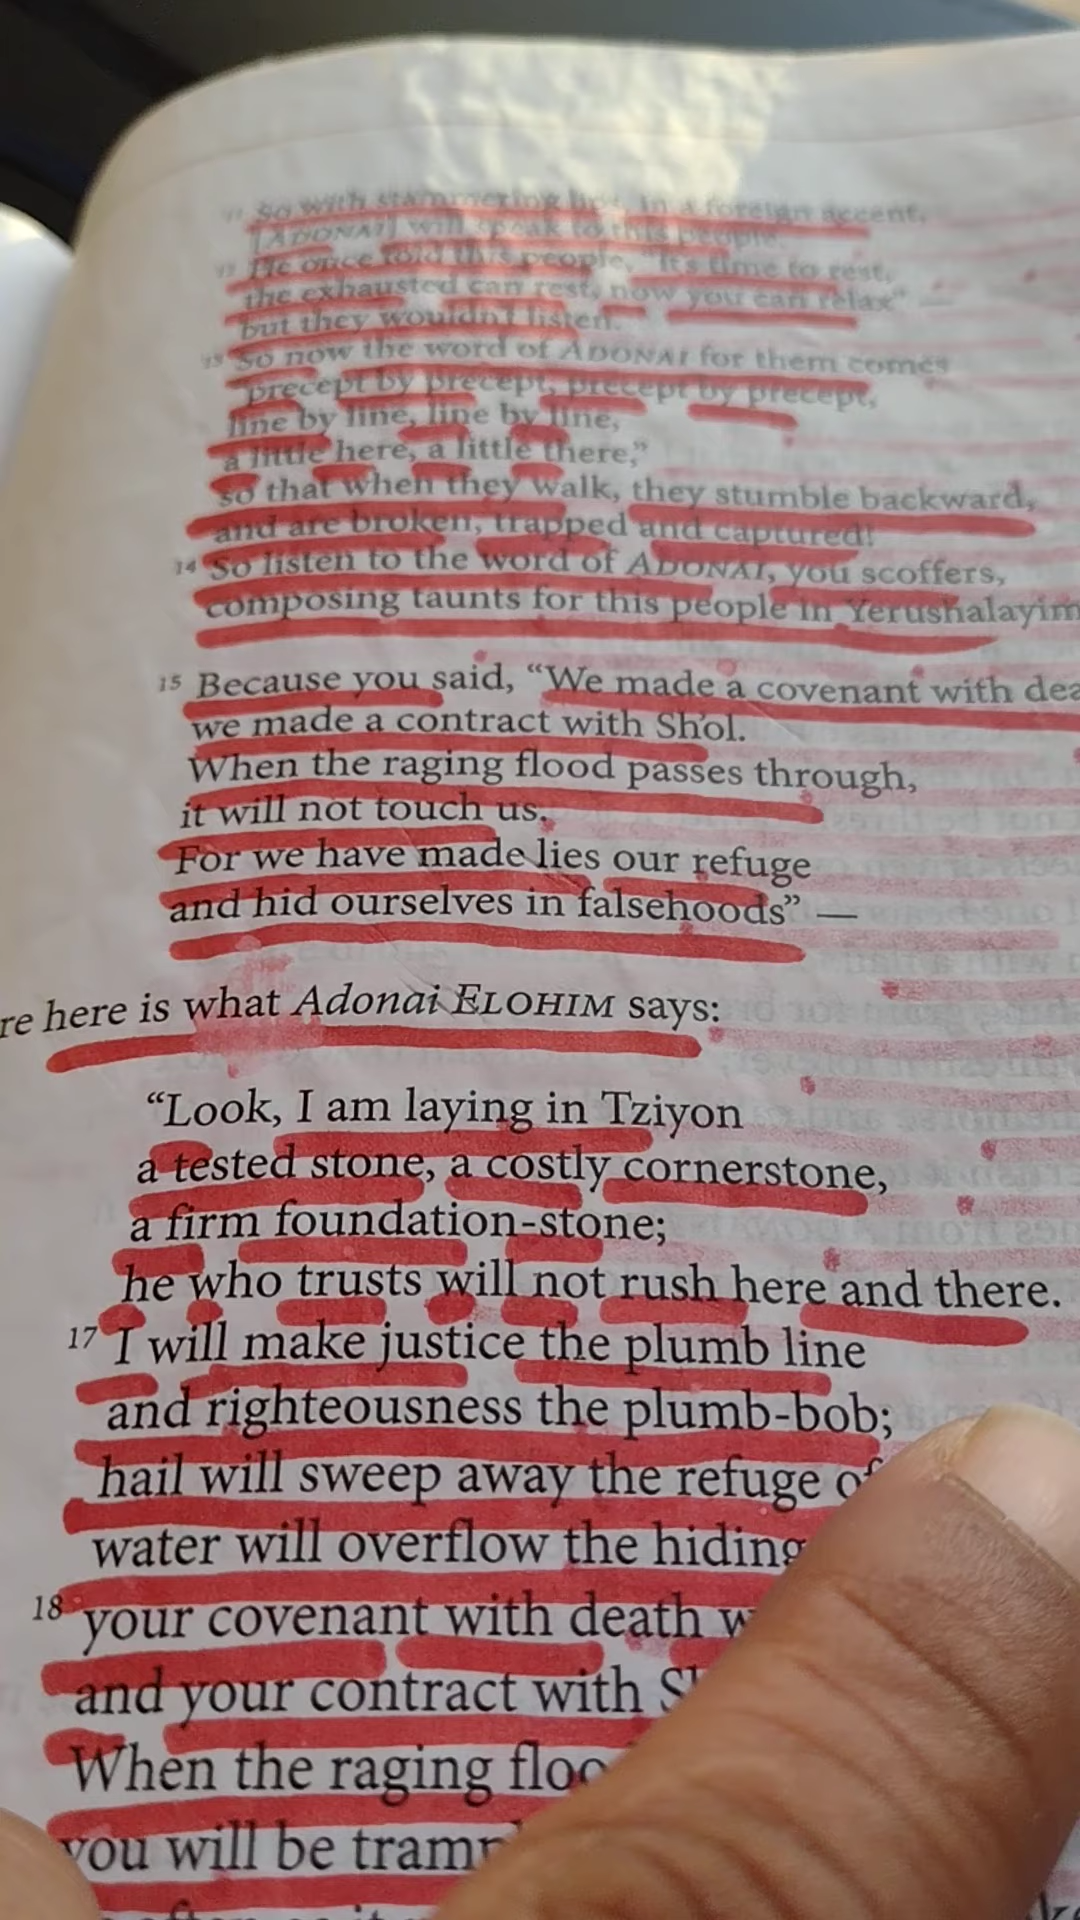 11 So with stammering lips, in a foreign accent,
[ADONAI] will speak to this people.
12 He once told this people, "It's time to rest,
the exhausted can rest, now you can relax" —
but they wouldn't listen.
13 So now the word of ADONAI for them comes
precept by precept, precept by precept,
line by line, line by line,
a little here, a little there,"
so that when they walk, they stumble backward,
and are broken, trapped and captured!
14 So listen to the word of ADONAI, you scoffers,
composing taunts for this people in Yerushalayim
15 Because you said, "We made a covenant with dea
we made a contract with Sh'ol.
When the raging flood passes through,
it will not touch us.
For we have made lies our refuge
and hid ourselves in falsehoods" —
re here is what Adonai ELOHIM says:
"Look, I am laying in Tziyon
a tested stone, a costly cornerstone,
a firm foundation-stone;
he who trusts will not rush here and there.
17 I will make justice the plumb line
and righteousness the plumb-bob;
hail will sweep away the refuge of
water will overflow the hiding
18 your covenant with death w
and your contract with S
When the raging floo
you will be tram